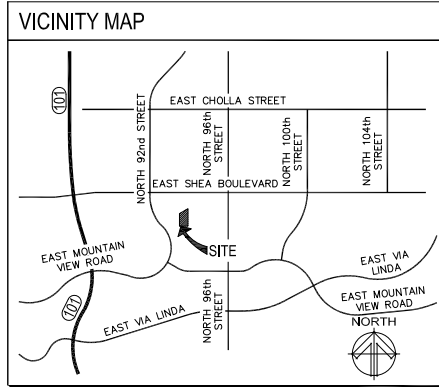 VICINITY MAP
101
NORTH 92nd STREET
EAST CHOLLA STREET
NORTH 96th
STREET
NORTH 100th
STREET
NORTH 104th
STREET
EAST SHEA BOULEVARD
SITE
EAST MOUNTAIN
VIEW ROAD
EAST VIA
LINDA
101
EAST VIA LINDA
NORTH 96th
STREET
EAST MOUNTAIN
VIEW ROAD
NORTH